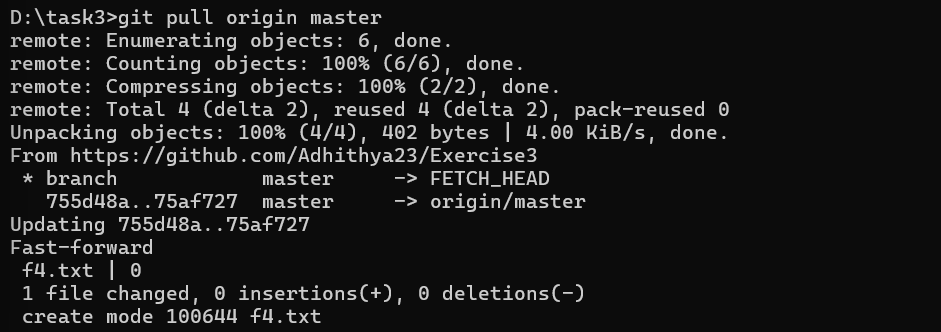 D:\task3>git pull origin master
remote: Enumerating objects: 6, done.
remote: Counting objects: 100% (6/6), done.
remote: Compressing objects: 100% (2/2), done.
remote: Total 4 (delta 2), reused 4 (delta 2), pack-reused 0
Unpacking objects: 100% (4/4), 402 bytes | 4.00 KiB/s, done.
From https://github.com/Adhithya23/Exercise3
 * branch            master     -> FETCH_HEAD
   755d48a..75af727  master     -> origin/master
Updating 755d48a..75af727
Fast-forward
 f4.txt | 0
 1 file changed, 0 insertions(+), 0 deletions(-)
 create mode 100644 f4.txt